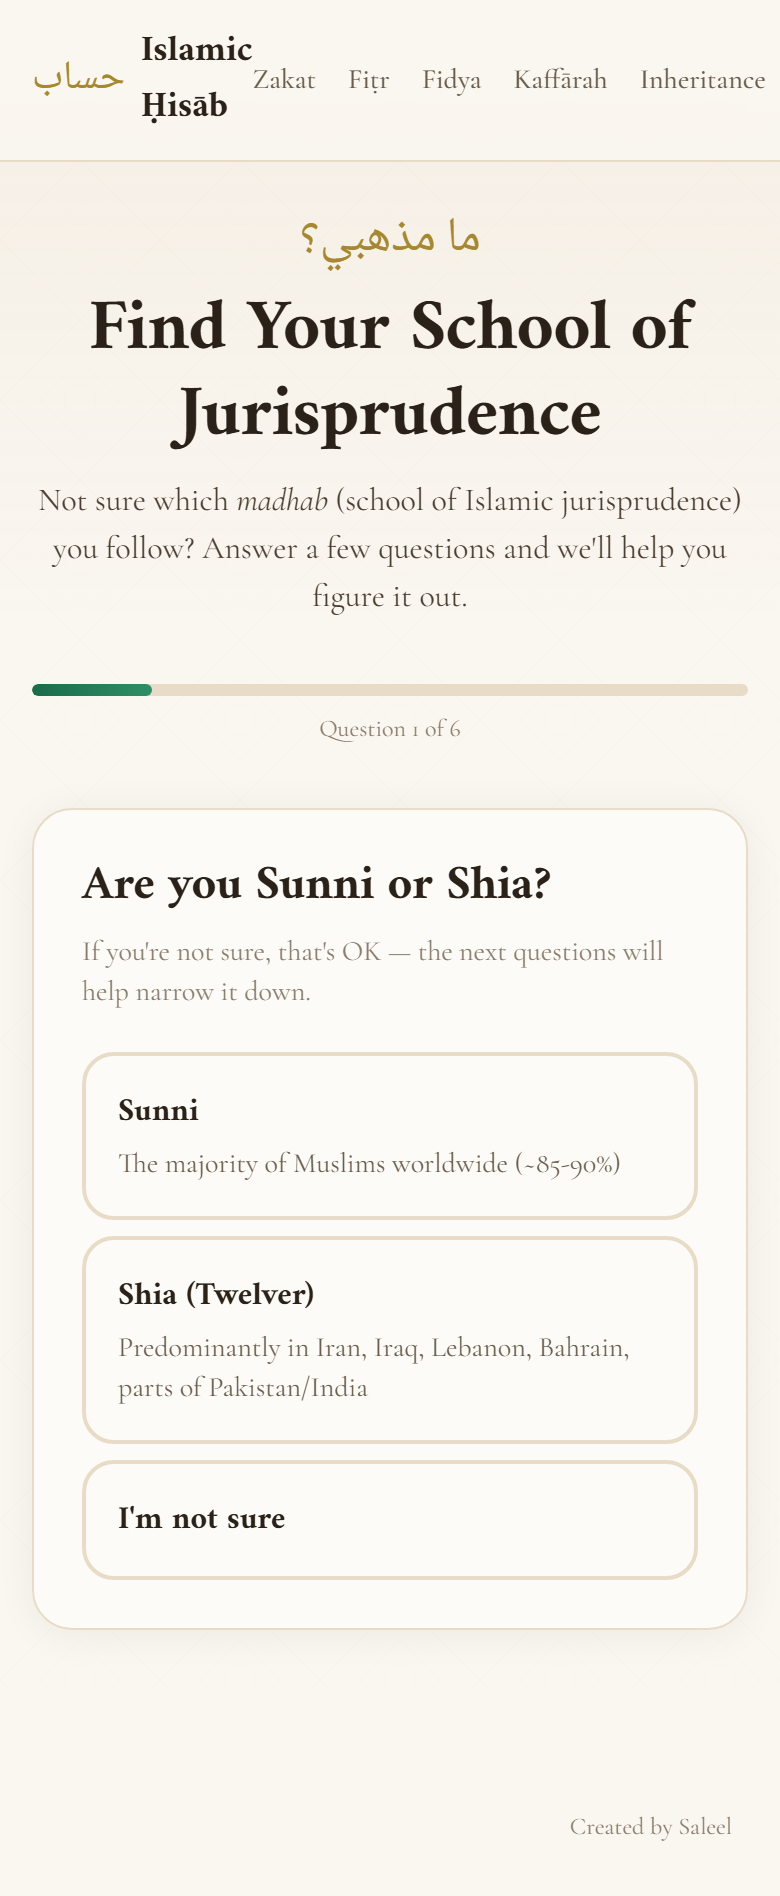 حساب
Islamic
Ḥisāb
Zakat Fiṭr Fidya Kaffārah Inheritance
ما مذهبي؟
Find Your School of
Jurisprudence
Not sure which madhab (school of Islamic jurisprudence)
you follow? Answer a few questions and we'll help you
figure it out.
Question 1 of 6
Are you Sunni or Shia?
If you're not sure, that's OK — the next questions will
help narrow it down.
Sunni
The majority of Muslims worldwide (~85-90%)
Shia (Twelver)
Predominantly in Iran, Iraq, Lebanon, Bahrain,
parts of Pakistan/India
I'm not sure
Created by Saleel